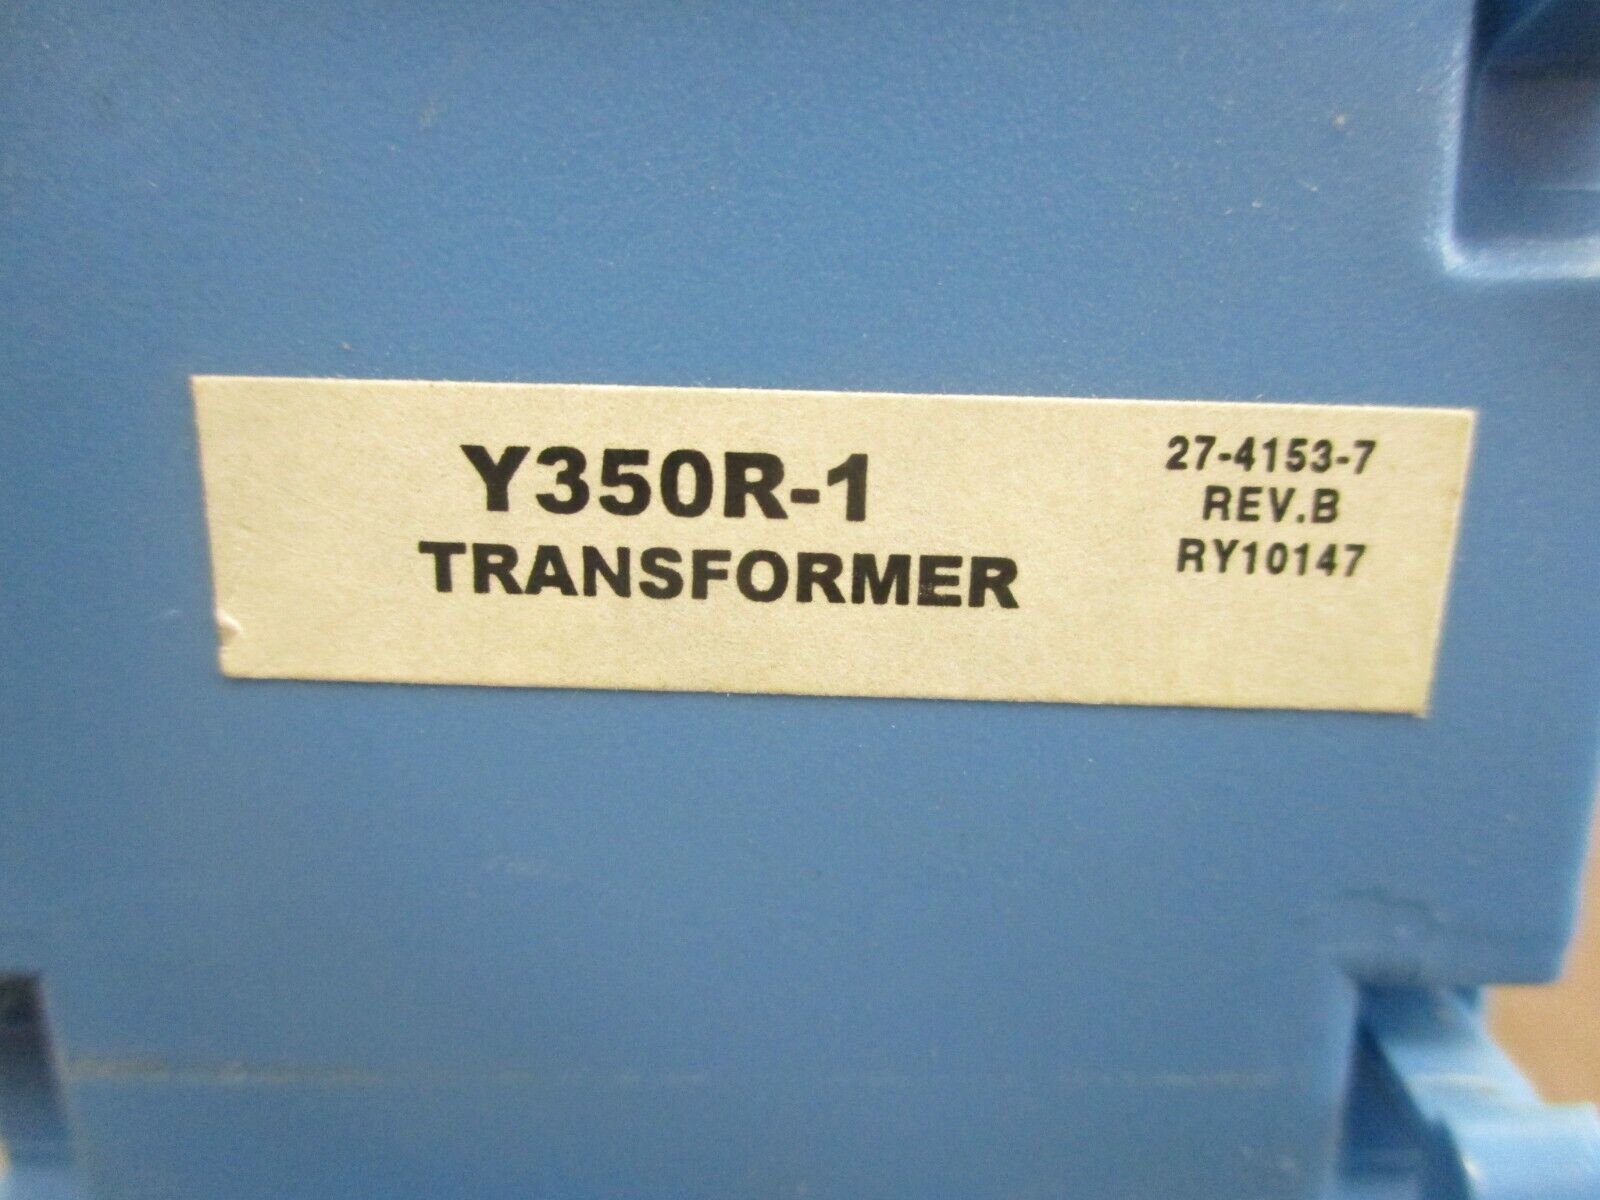 Y350R-1
TRANSFORMER
27-4153-7
REV.B
RY10147